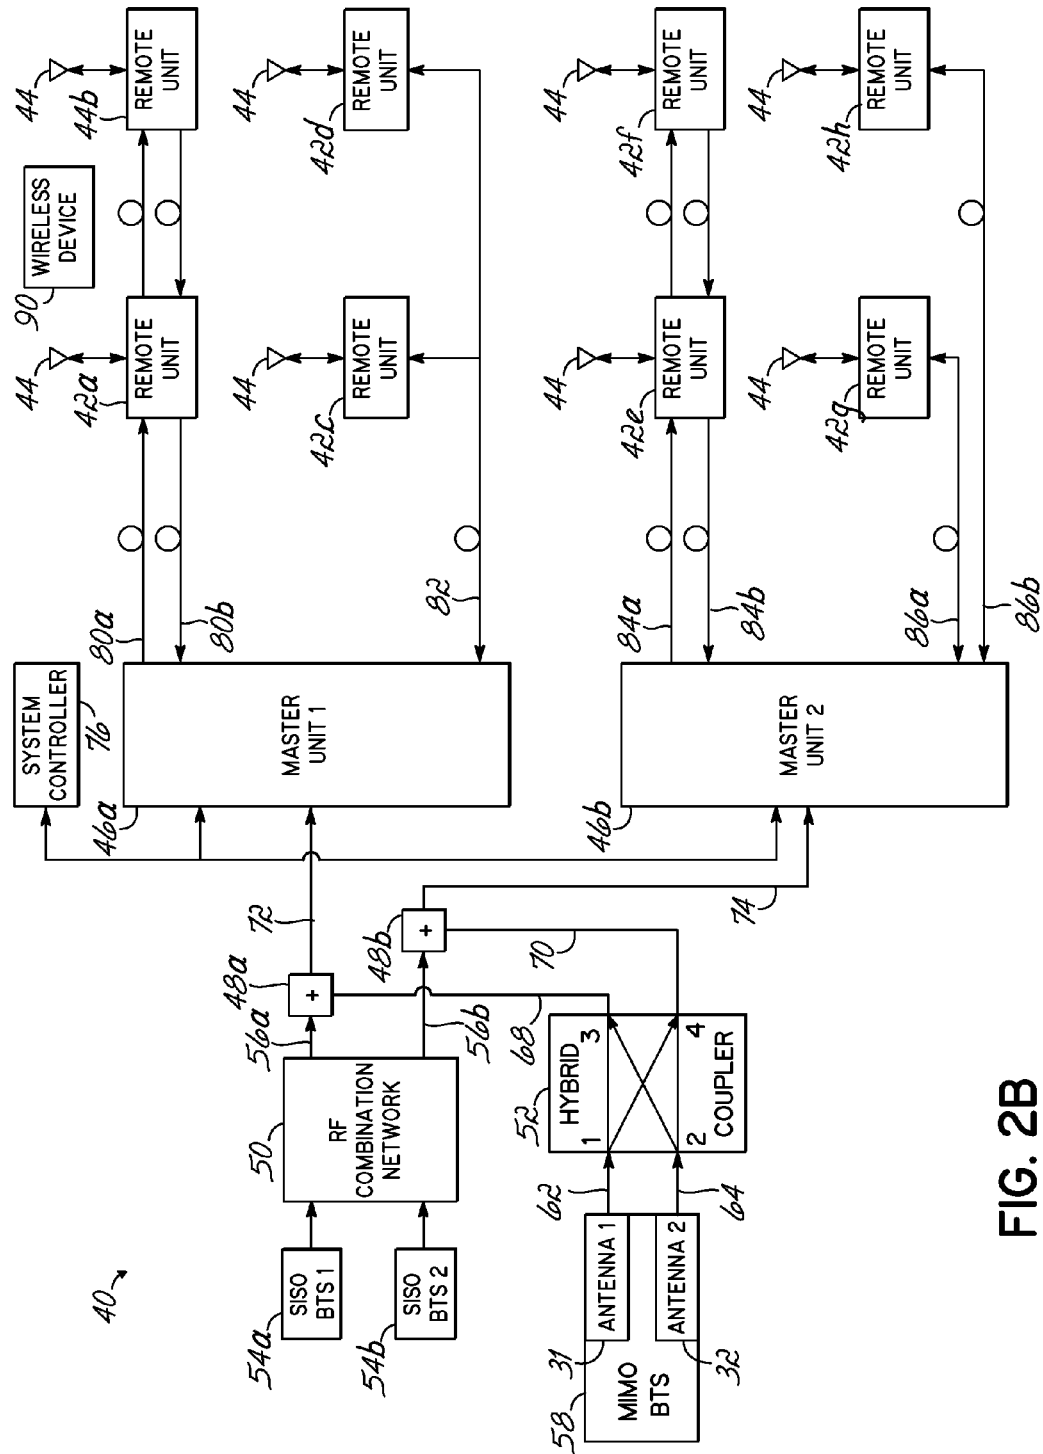 40
54a
SISO
BTS 1
54b
SISO
BTS 2
58
MIMO
BTS
31
ANTENNA 1
ANTENNA 2
32
62
64
50
RF
COMBINATION
NETWORK
52
HYBRID
COUPLER
1
2
3
4
56a
56b
48a
+
48b
+
68
70
72
74
SYSTEM
CONTROLLER
76
46a
MASTER
UNIT 1
46b
MASTER
UNIT 2
80a
80b
82
84a
84b
86a
86b
44
42a
REMOTE
UNIT
90
WIRELESS
DEVICE
44
44b
REMOTE
UNIT
44
42c
REMOTE
UNIT
44
42d
REMOTE
UNIT
44
42e
REMOTE
UNIT
44
42f
REMOTE
UNIT
44
42g
REMOTE
UNIT
44
42h
REMOTE
UNIT
FIG. 2B